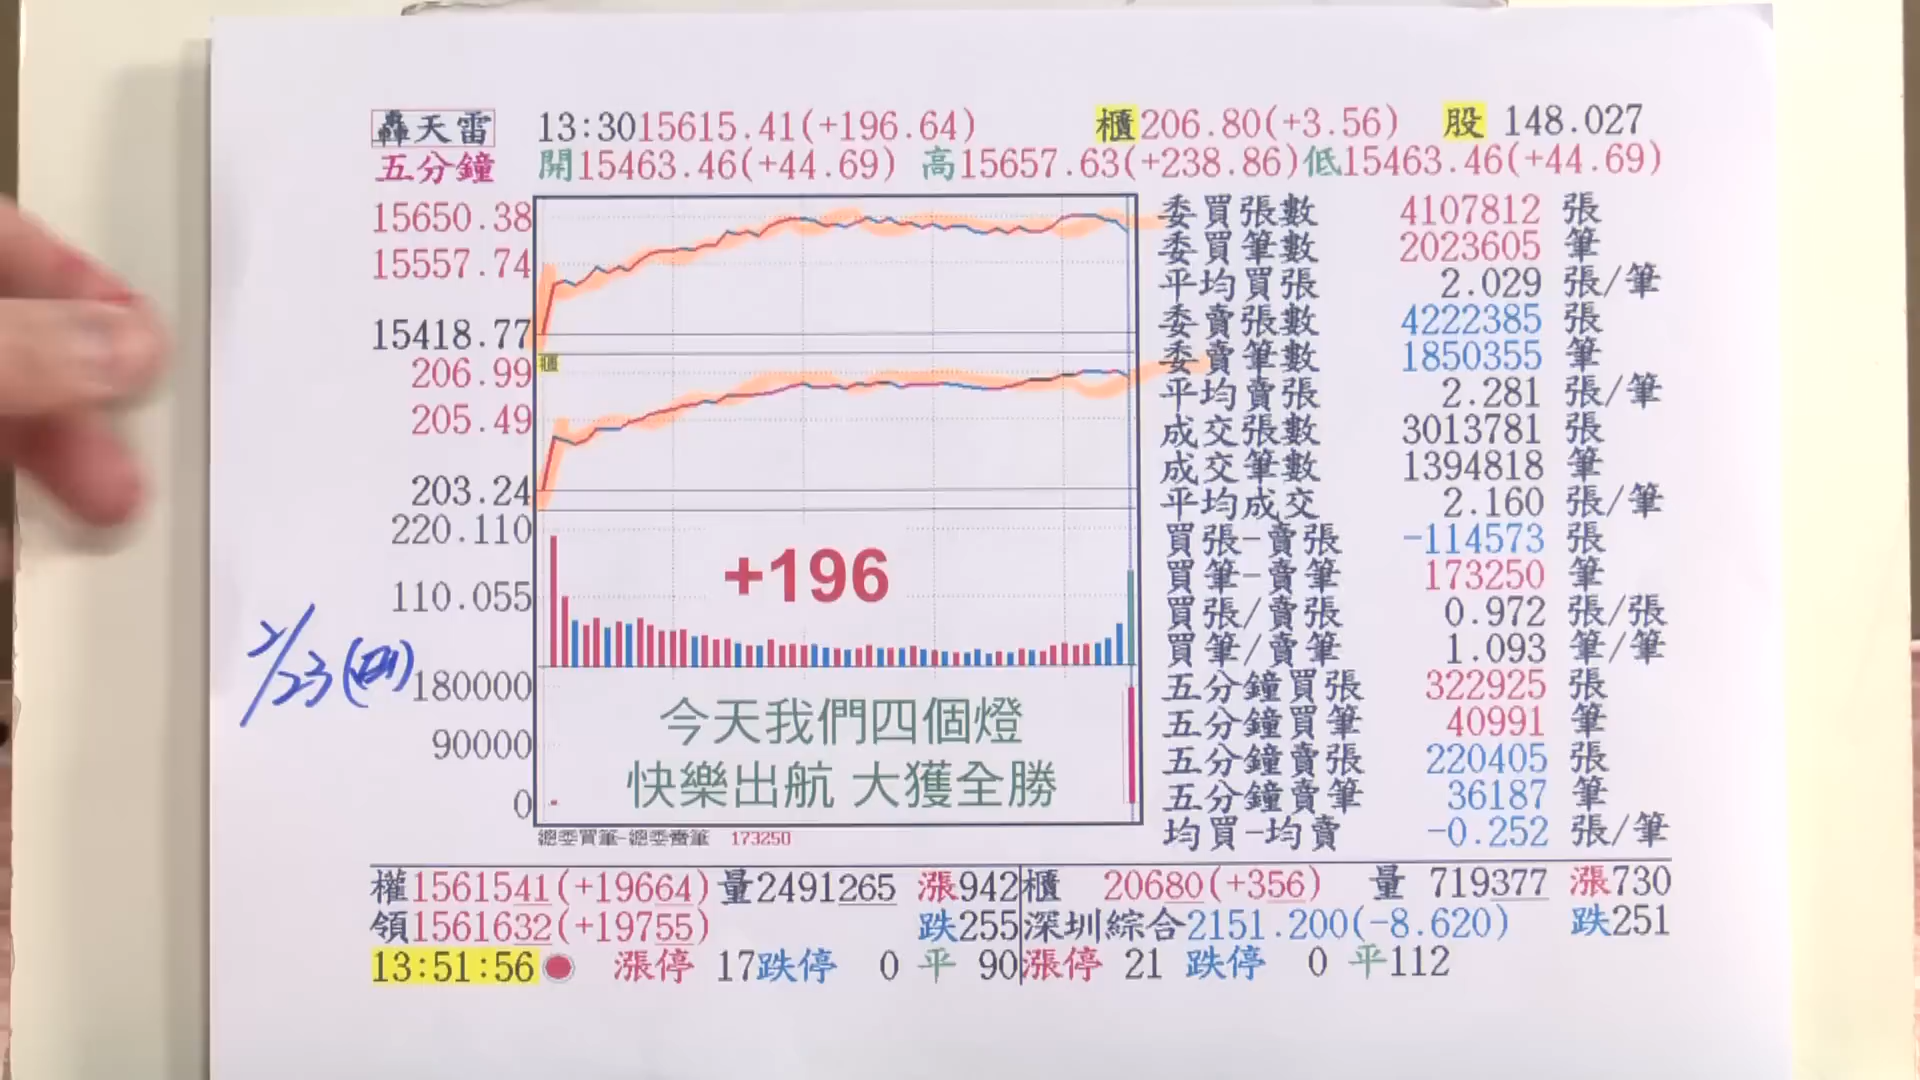 轟天雷 13:30 15615.41(+196.64) 櫃206.80(+3.56) 股 148.027
五分鐘 開15463.46(+44.69) 高15657.63(+238.86) 低15463.46(+44.69)
15650.38
15557.74
15418.77
櫃
206.99
205.49
203.24
220.110
110.055
+196
2/23(四)
180000
90000
0
今天我們四個燈
快樂出航 大獲全勝
總委買筆-總委賣筆 173250
委買張數 4107812 張
委買筆數 2023605 筆
平均買張 2.029 張/筆
委賣張數 4222385 張
委賣筆數 1850355 筆
平均賣張 2.281 張/筆
成交張數 3013781 張
成交筆數 1394818 筆
平均成交 2.160 張/筆
買張-賣張 -114573 張
買筆-賣筆 173250 筆
買張/賣張 0.972 張/張
買筆/賣筆 1.093 筆/筆
五分鐘買張 322925 張
五分鐘買筆 40991 筆
五分鐘賣張 220405 張
五分鐘賣筆 36187 筆
均買-均賣 -0.252 張/筆
權1561541(+19664) 量2491265 漲942 櫃 20680(+356) 量 719377 漲730
領1561632(+19755) 跌255 深圳綜合2151.200(-8.620) 跌251
13:51:56 漲停 17 跌停 0 平 90 漲停 21 跌停 0 平112